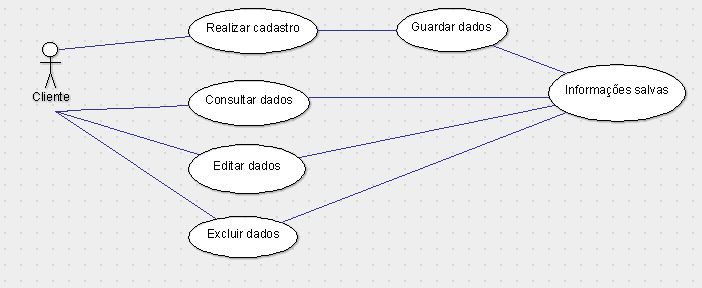 Realizar cadastro
Guardar dados
Cliente
Consultar dados
Informações salvas
Editar dados
Excluir dados